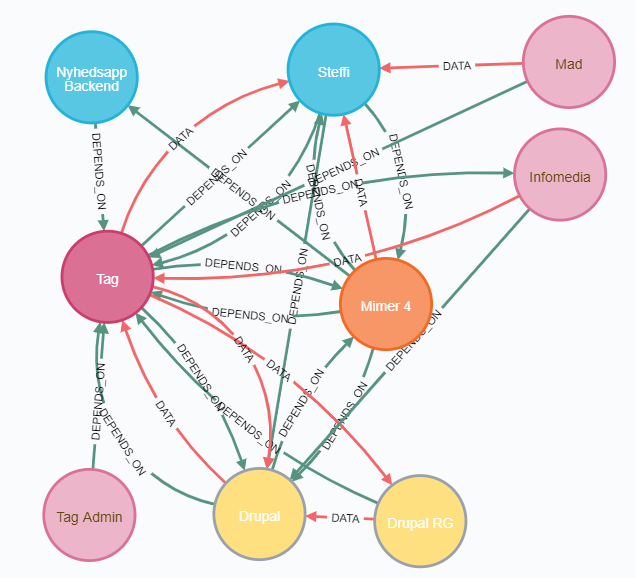 Nyhedsapp
Backend
Steffi
Mad
DATA
DATA
DEPENDS_ON
DEPENDS_ON
DEPENDS_ON
DEPENDS_ON
DEPENDS_ON
Infomedia
DEPENDS_ON
DEPENDS_ON
DATA
DEPENDS_ON
DEPENDS_ON
DATA
Tag
DEPENDS_ON
DEPENDS_ON
Mimer 4
DEPENDS_ON
DATA
DEPENDS_ON
DATA
DEPENDS_ON
DEPENDS_ON
DEPENDS_ON
DATA
DEPENDS_ON
DEPENDS_ON
DEPENDS_ON
Tag Admin
Drupal
DATA
Drupal RG